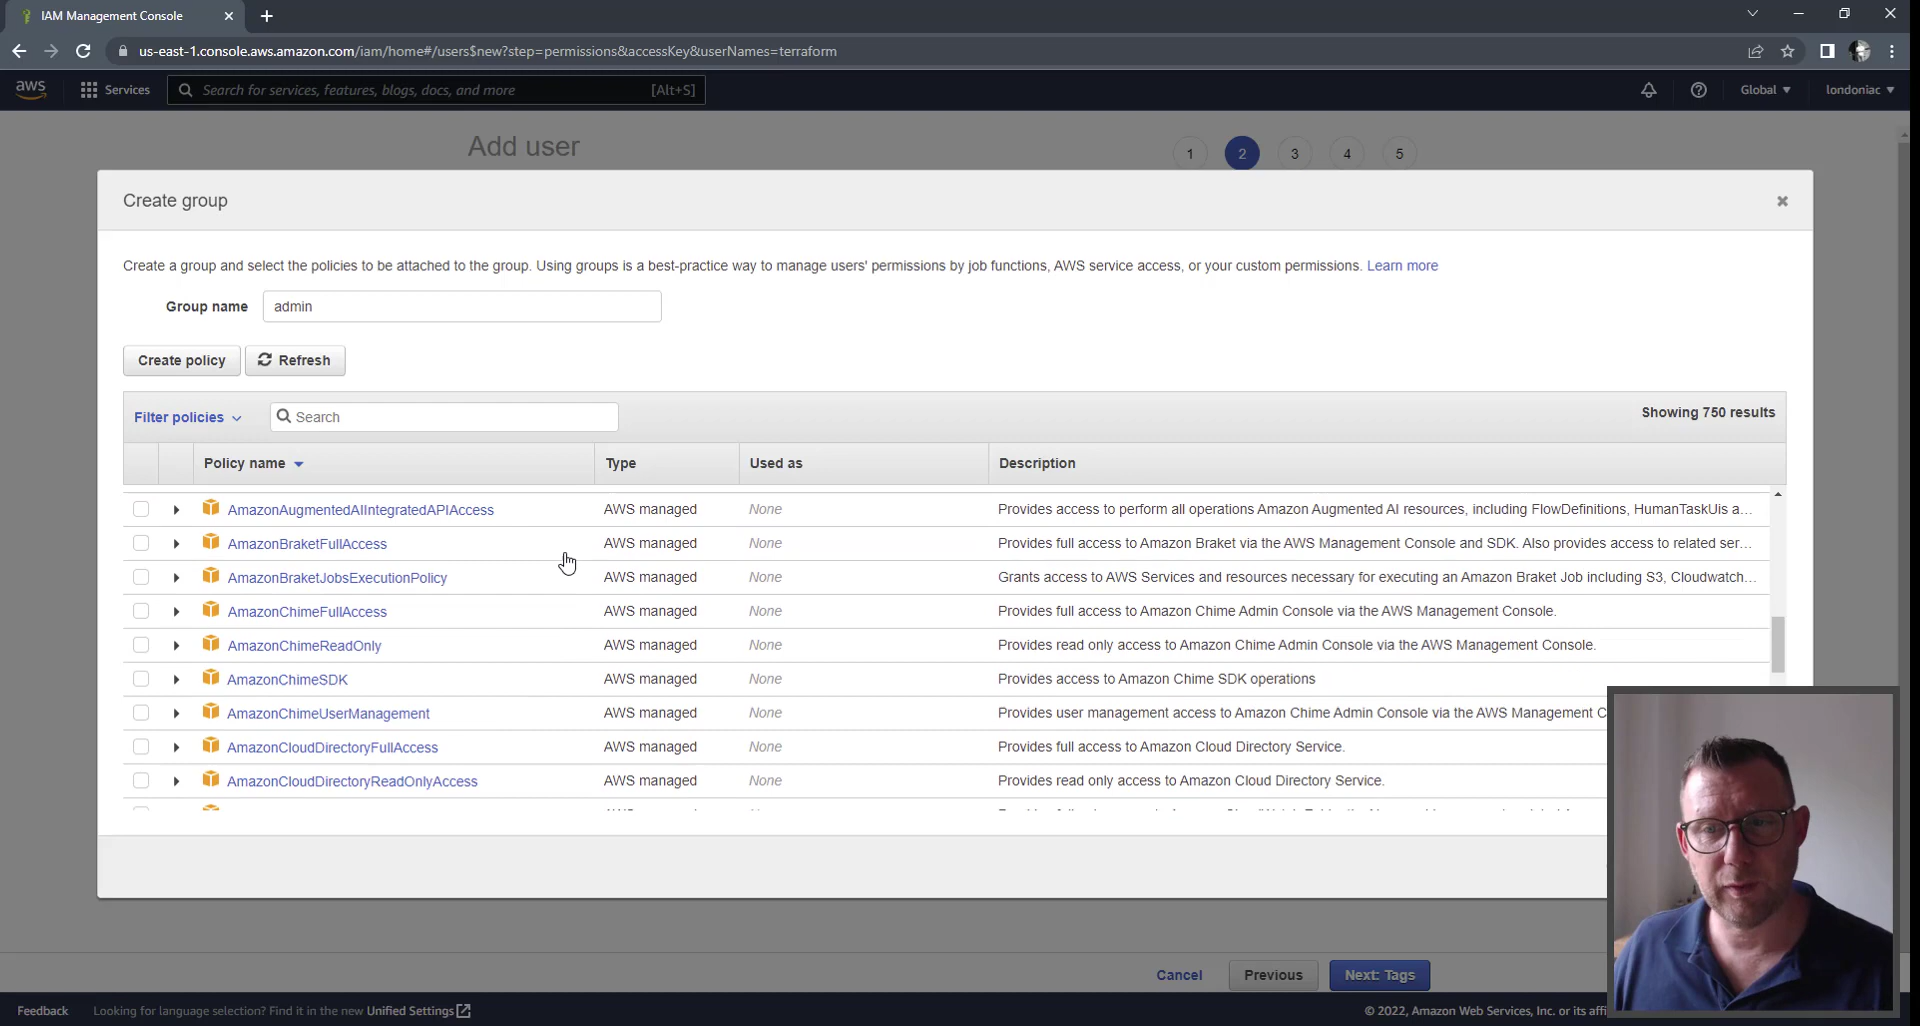 IAM Management Console
us-east-1.console.aws.amazon.com/iam/home#/users$new?step=permissions&accessKey&userNames=terraform
aws Services Search for services, features, blogs, docs, and more [Alt+S] Global londoniac
Add user 1 2 3 4 5
Create group
Create a group and select the policies to be attached to the group. Using groups is a best-practice way to manage users' permissions by job functions, AWS service access, or your custom permissions. Learn more
Group name admin
Create policy Refresh
Filter policies Search Showing 750 results
Policy name Type Used as Description
AmazonAugmentedAIIntegratedAPIAccess AWS managed None Provides access to perform all operations Amazon Augmented AI resources, including FlowDefinitions, HumanTaskUis a...
AmazonBraketFullAccess AWS managed None Provides full access to Amazon Braket via the AWS Management Console and SDK. Also provides access to related ser...
AmazonBraketJobsExecutionPolicy AWS managed None Grants access to AWS Services and resources necessary for executing an Amazon Braket Job including S3, Cloudwatch...
AmazonChimeFullAccess AWS managed None Provides full access to Amazon Chime Admin Console via the AWS Management Console.
AmazonChimeReadOnly AWS managed None Provides read only access to Amazon Chime Admin Console via the AWS Management Console.
AmazonChimeSDK AWS managed None Provides access to Amazon Chime SDK operations
AmazonChimeUserManagement AWS managed None Provides user management access to Amazon Chime Admin Console via the AWS Management C
AmazonCloudDirectoryFullAccess AWS managed None Provides full access to Amazon Cloud Directory Service.
AmazonCloudDirectoryReadOnlyAccess AWS managed None Provides read only access to Amazon Cloud Directory Service.
Cancel Previous Next: Tags
Feedback Looking for language selection? Find it in the new Unified Settings © 2022, Amazon Web Services, Inc. or its affi